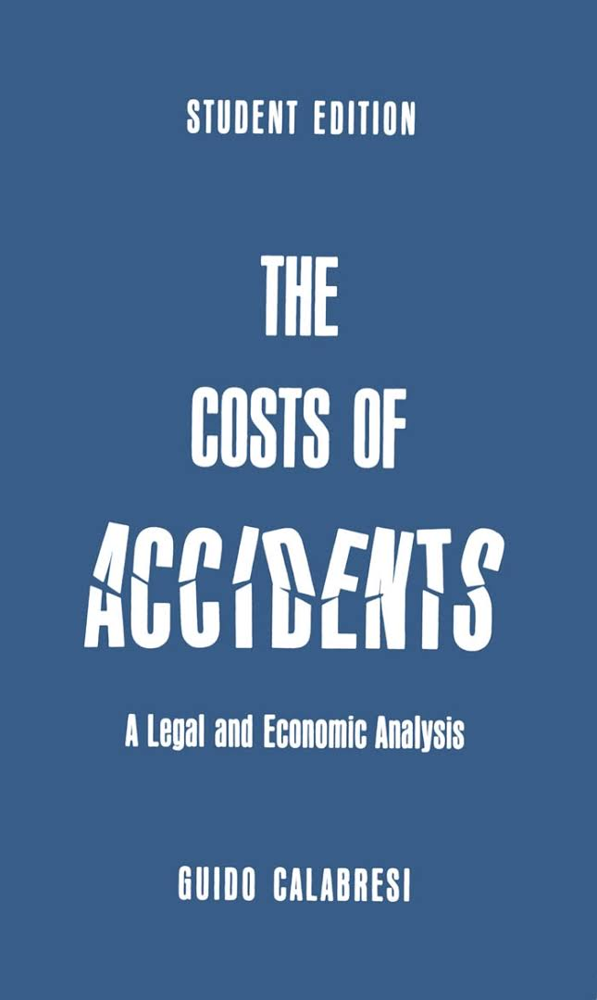 STUDENT EDITION
THE
COSTS OF
ACCIDENTS
A Legal and Economic Analysis
GUIDO CALABRESI